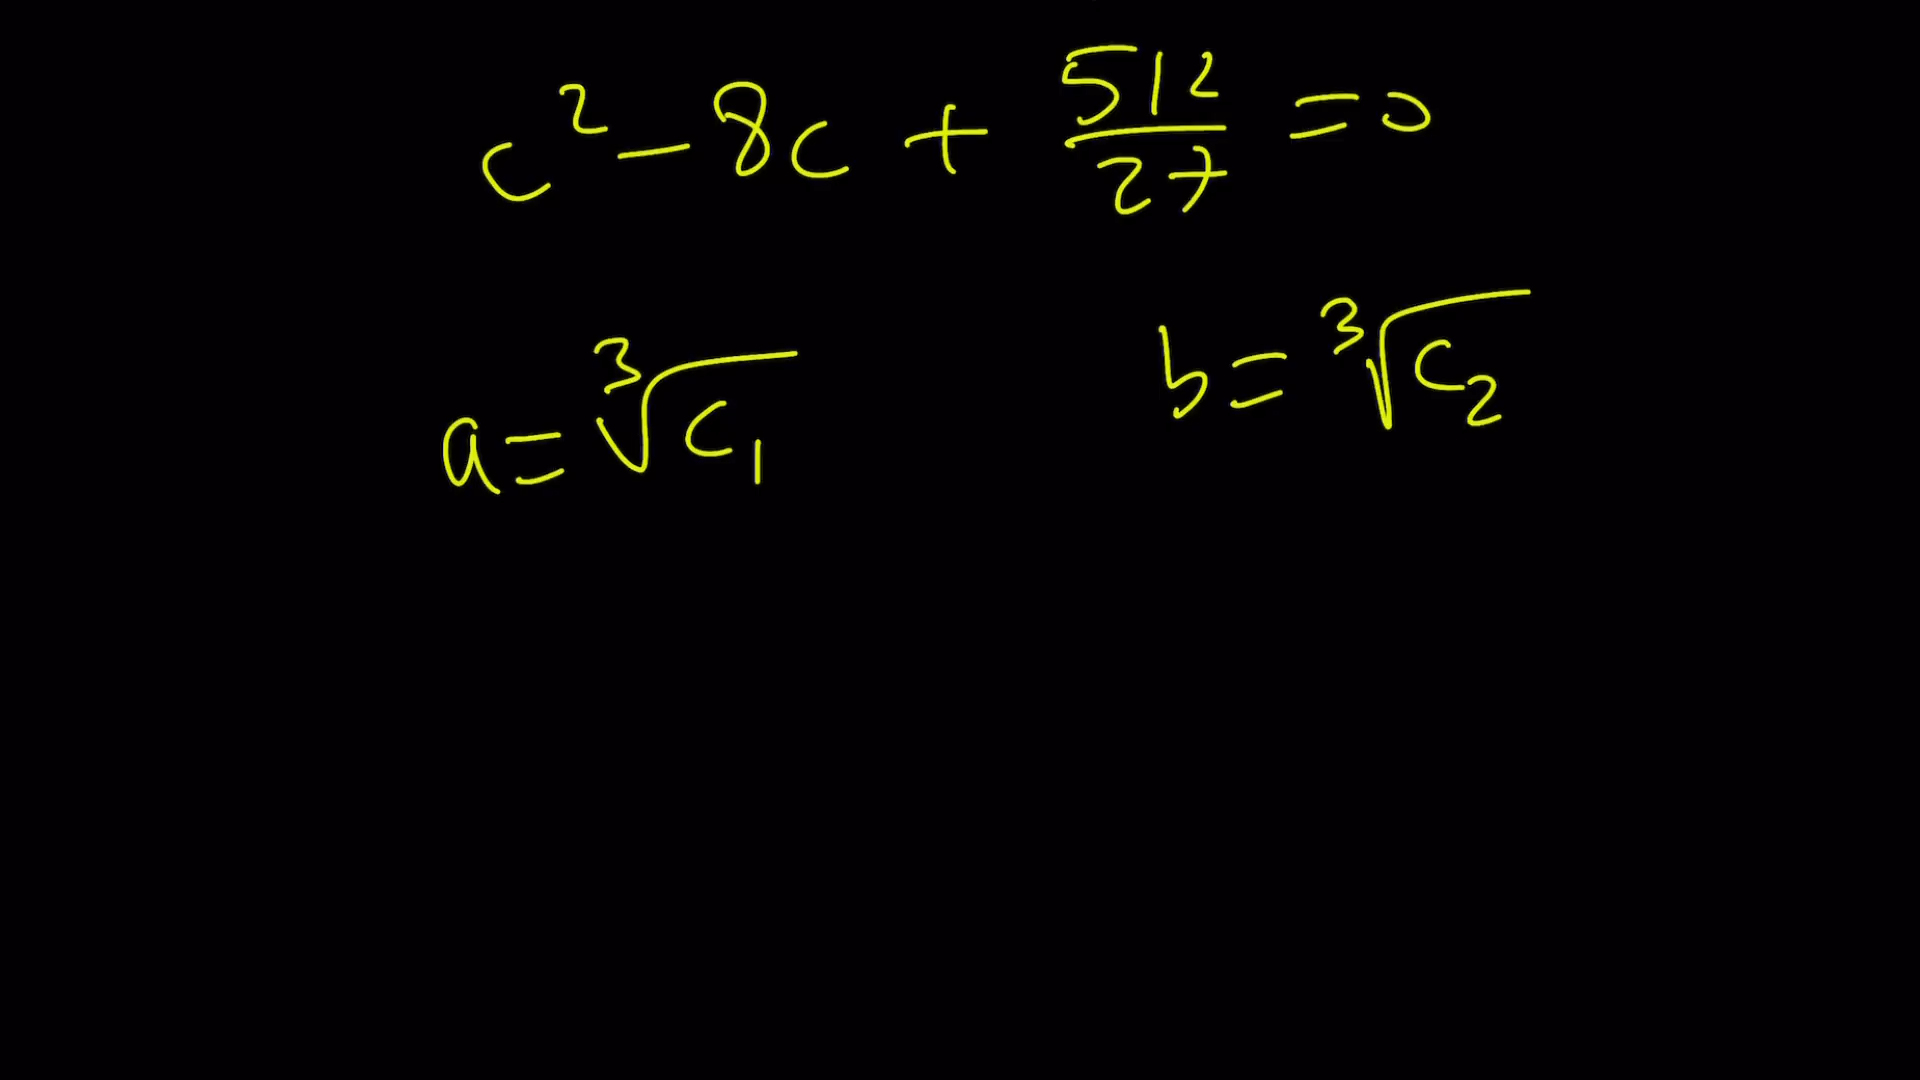 c² - 8c + 512/27 = 0
a = ∛c₁ b = ∛c₂